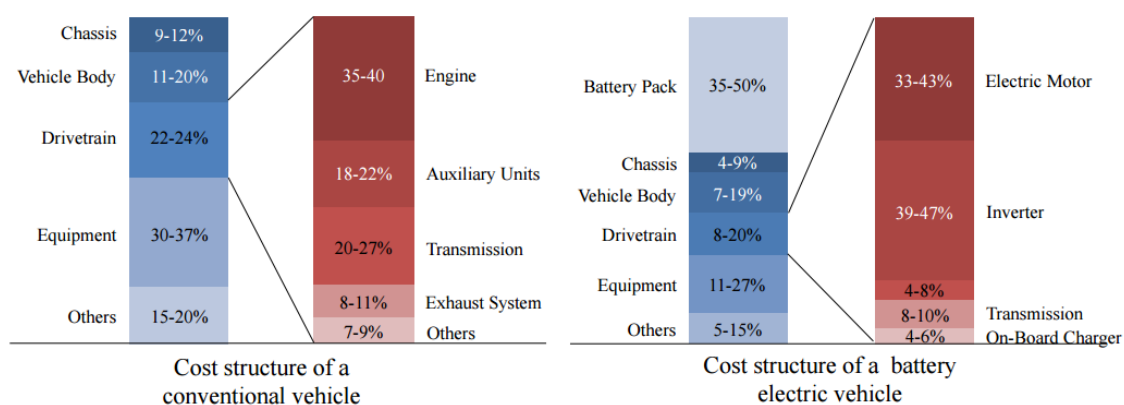 Chassis 9-12%
Vehicle Body 11-20%
Drivetrain 22-24%
Equipment 30-37%
Others 15-20%
35-40 Engine
18-22% Auxiliary Units
20-27% Transmission
8-11% Exhaust System
7-9% Others
Cost structure of a
conventional vehicle
Battery Pack 35-50%
Chassis 4-9%
Vehicle Body 7-19%
Drivetrain 8-20%
Equipment 11-27%
Others 5-15%
33-43% Electric Motor
39-47% Inverter
4-8%
8-10% Transmission
4-6% On-Board Charger
Cost structure of a battery
electric vehicle